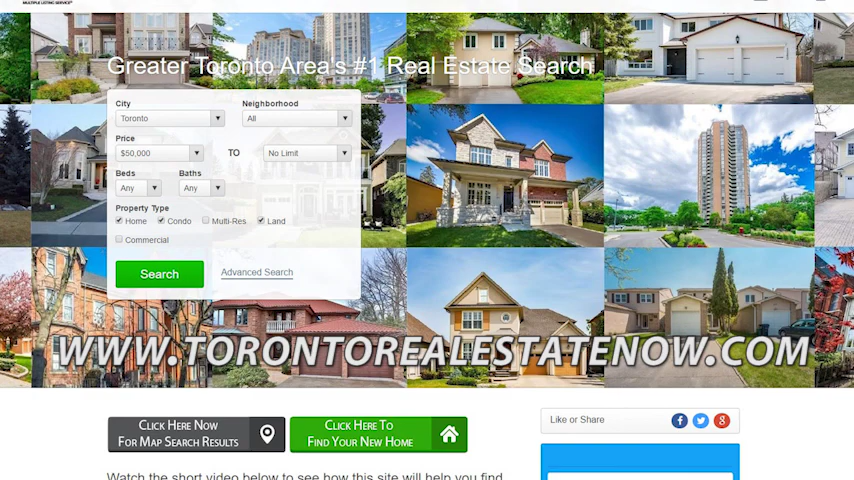 MULTIPLE LISTING SERVICE®
Greater Toronto Area's #1 Real Estate Search
City
Neighborhood
Toronto
All
Price
$50,000
TO
No Limit
Beds
Baths
Any
Any
Property Type
Home
Condo
Multi-Res
Land
Commercial
Search
Advanced Search
WWW.TORONTOREALESTATENOW.COM
Click Here Now
For Map Search Results
Click Here To
Find Your New Home
Like or Share
Watch the short video below to see how this site will help you find